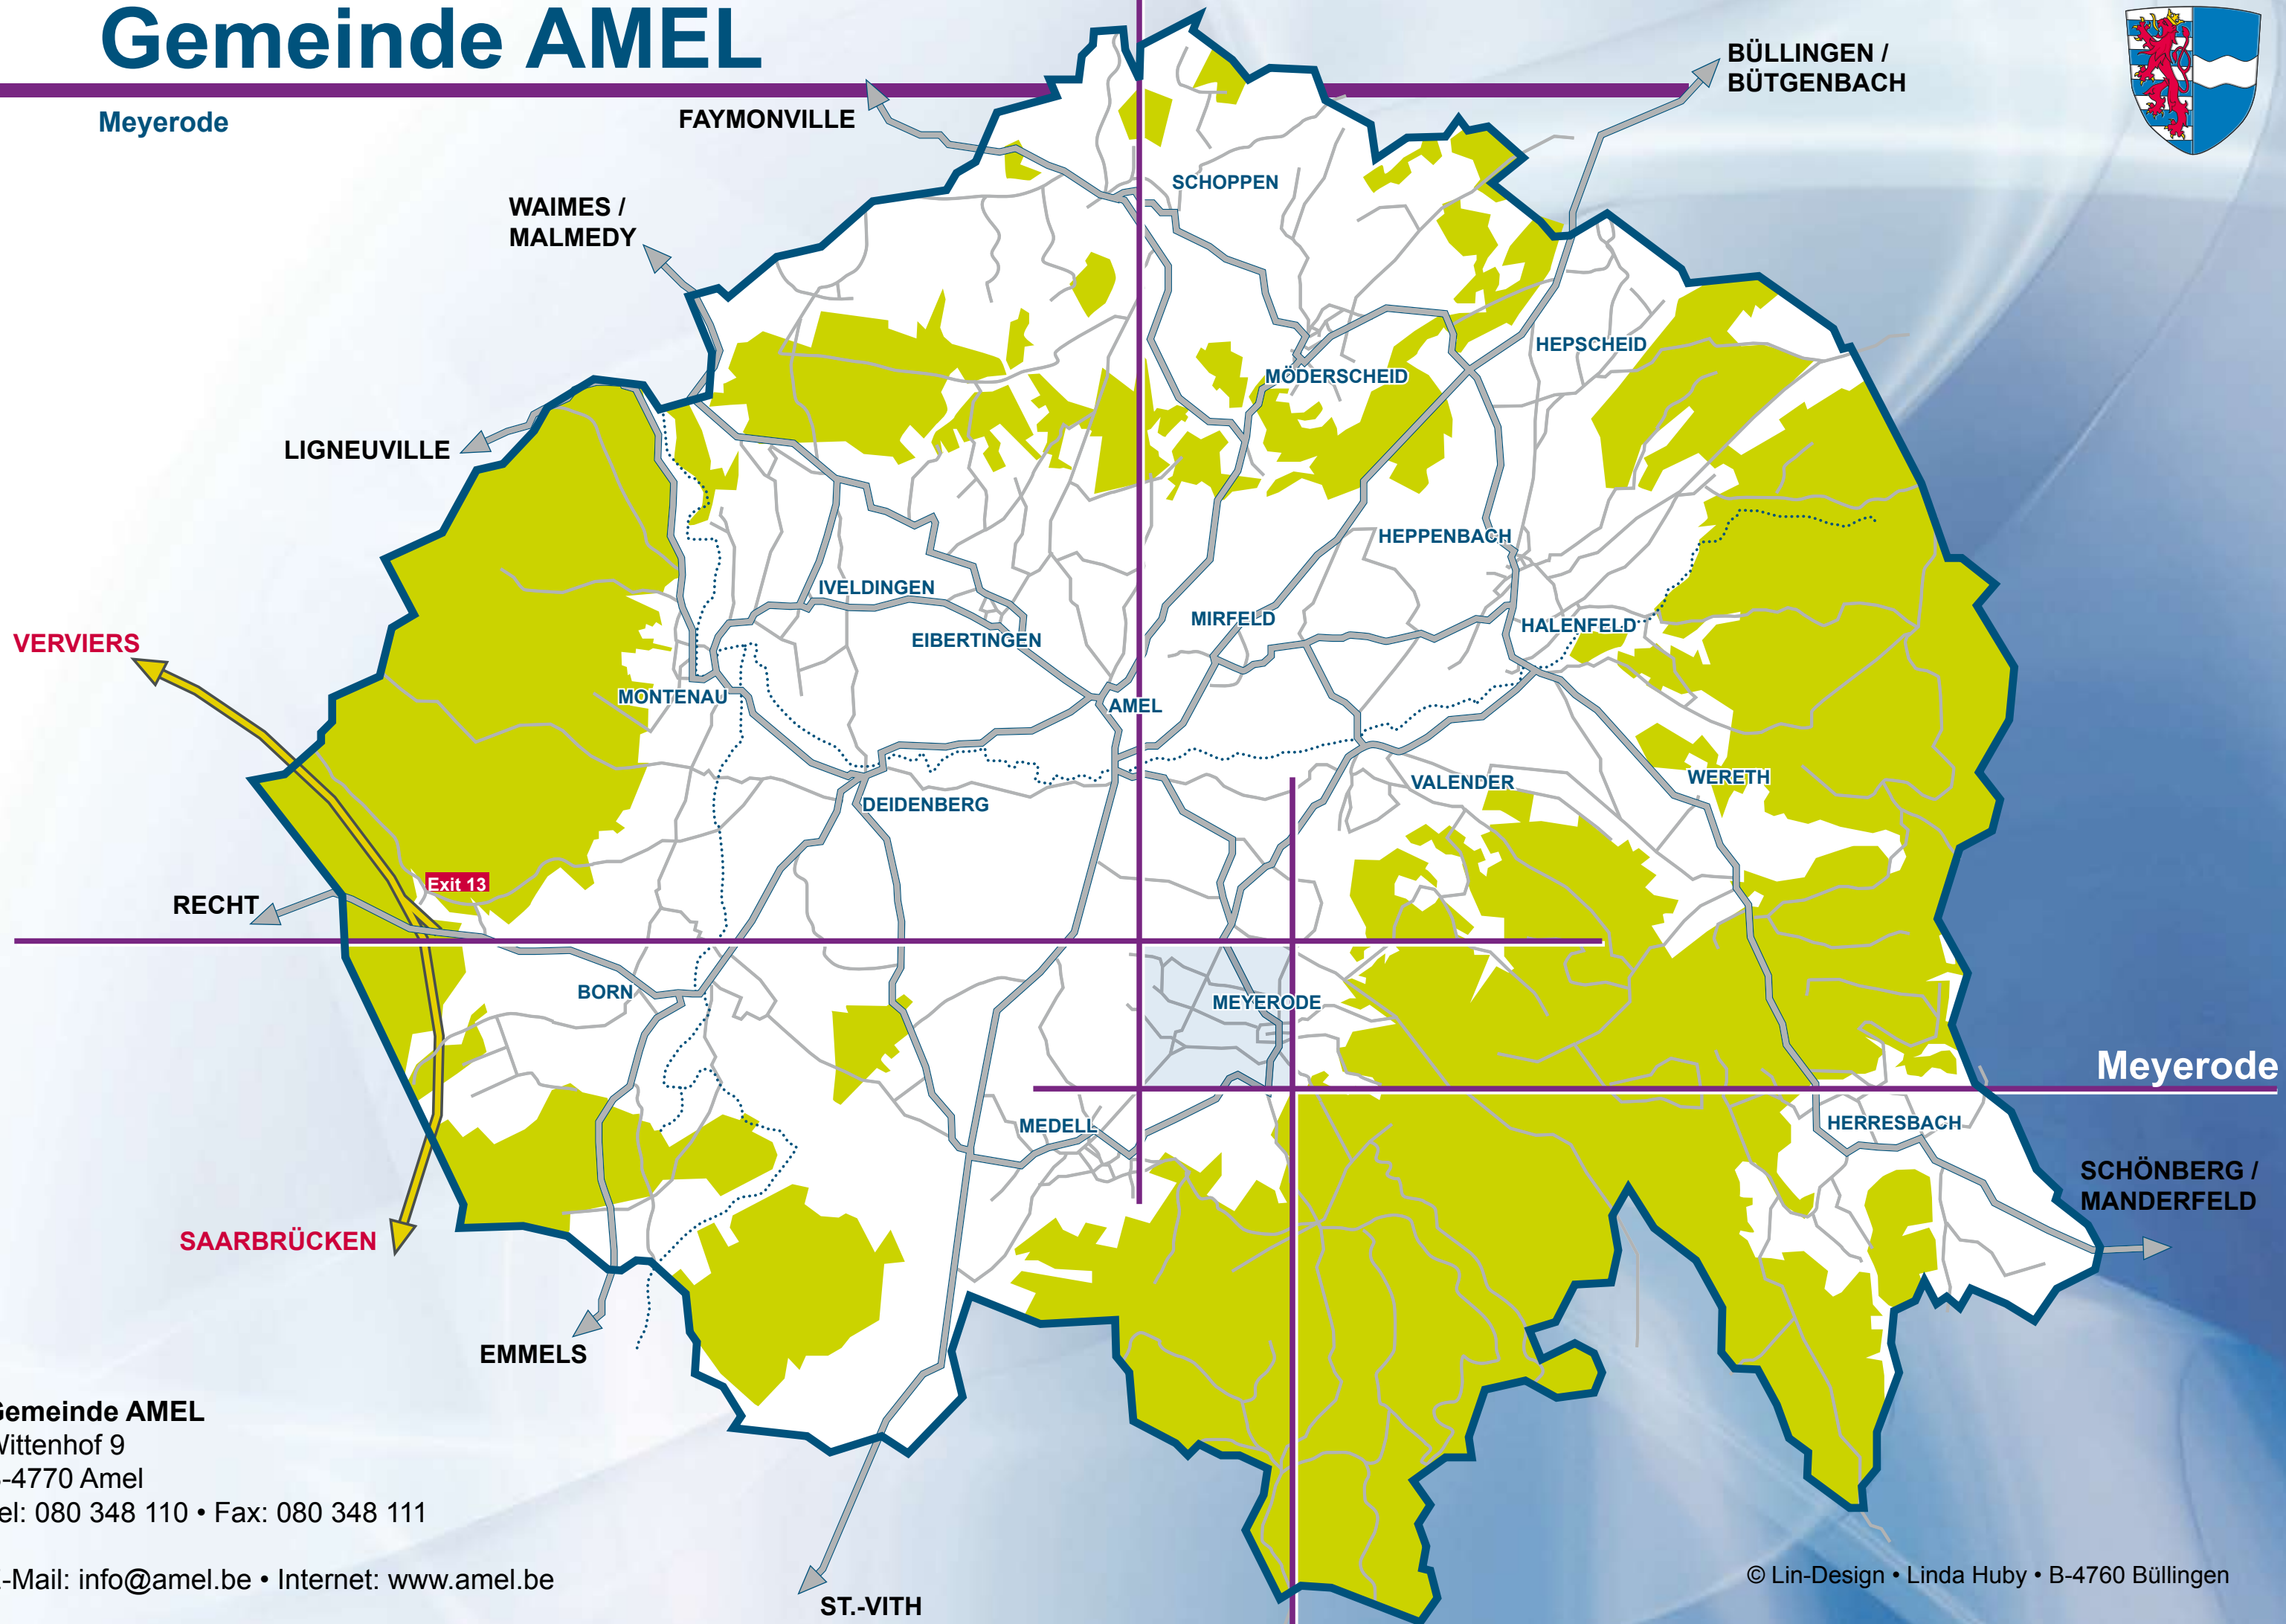 Gemeinde AMEL
Meyerode
BÜLLINGEN /
BÜTGENBACH
FAYMONVILLE
SCHOPPEN
WAIMES /
MALMEDY
HEPSCHEID
MÖDERSCHEID
LIGNEUVILLE
HEPPENBACH
IVELDINGEN
MIRFELD
HALENFELD
EIBERTINGEN
VERVIERS
MONTENAU
AMEL
WERETH
VALENDER
DEIDENBERG
Exit 13
RECHT
BORN
MEYERODE
Meyerode
HERRESBACH
MEDELL
SCHÖNBERG /
MANDERFELD
SAARBRÜCKEN
EMMELS
Gemeinde AMEL
Wittenhof 9
-4770 Amel
el: 080 348 110 • Fax: 080 348 111
-Mail: info@amel.be • Internet: www.amel.be
© Lin-Design • Linda Huby • B-4760 Büllingen
ST.-VITH